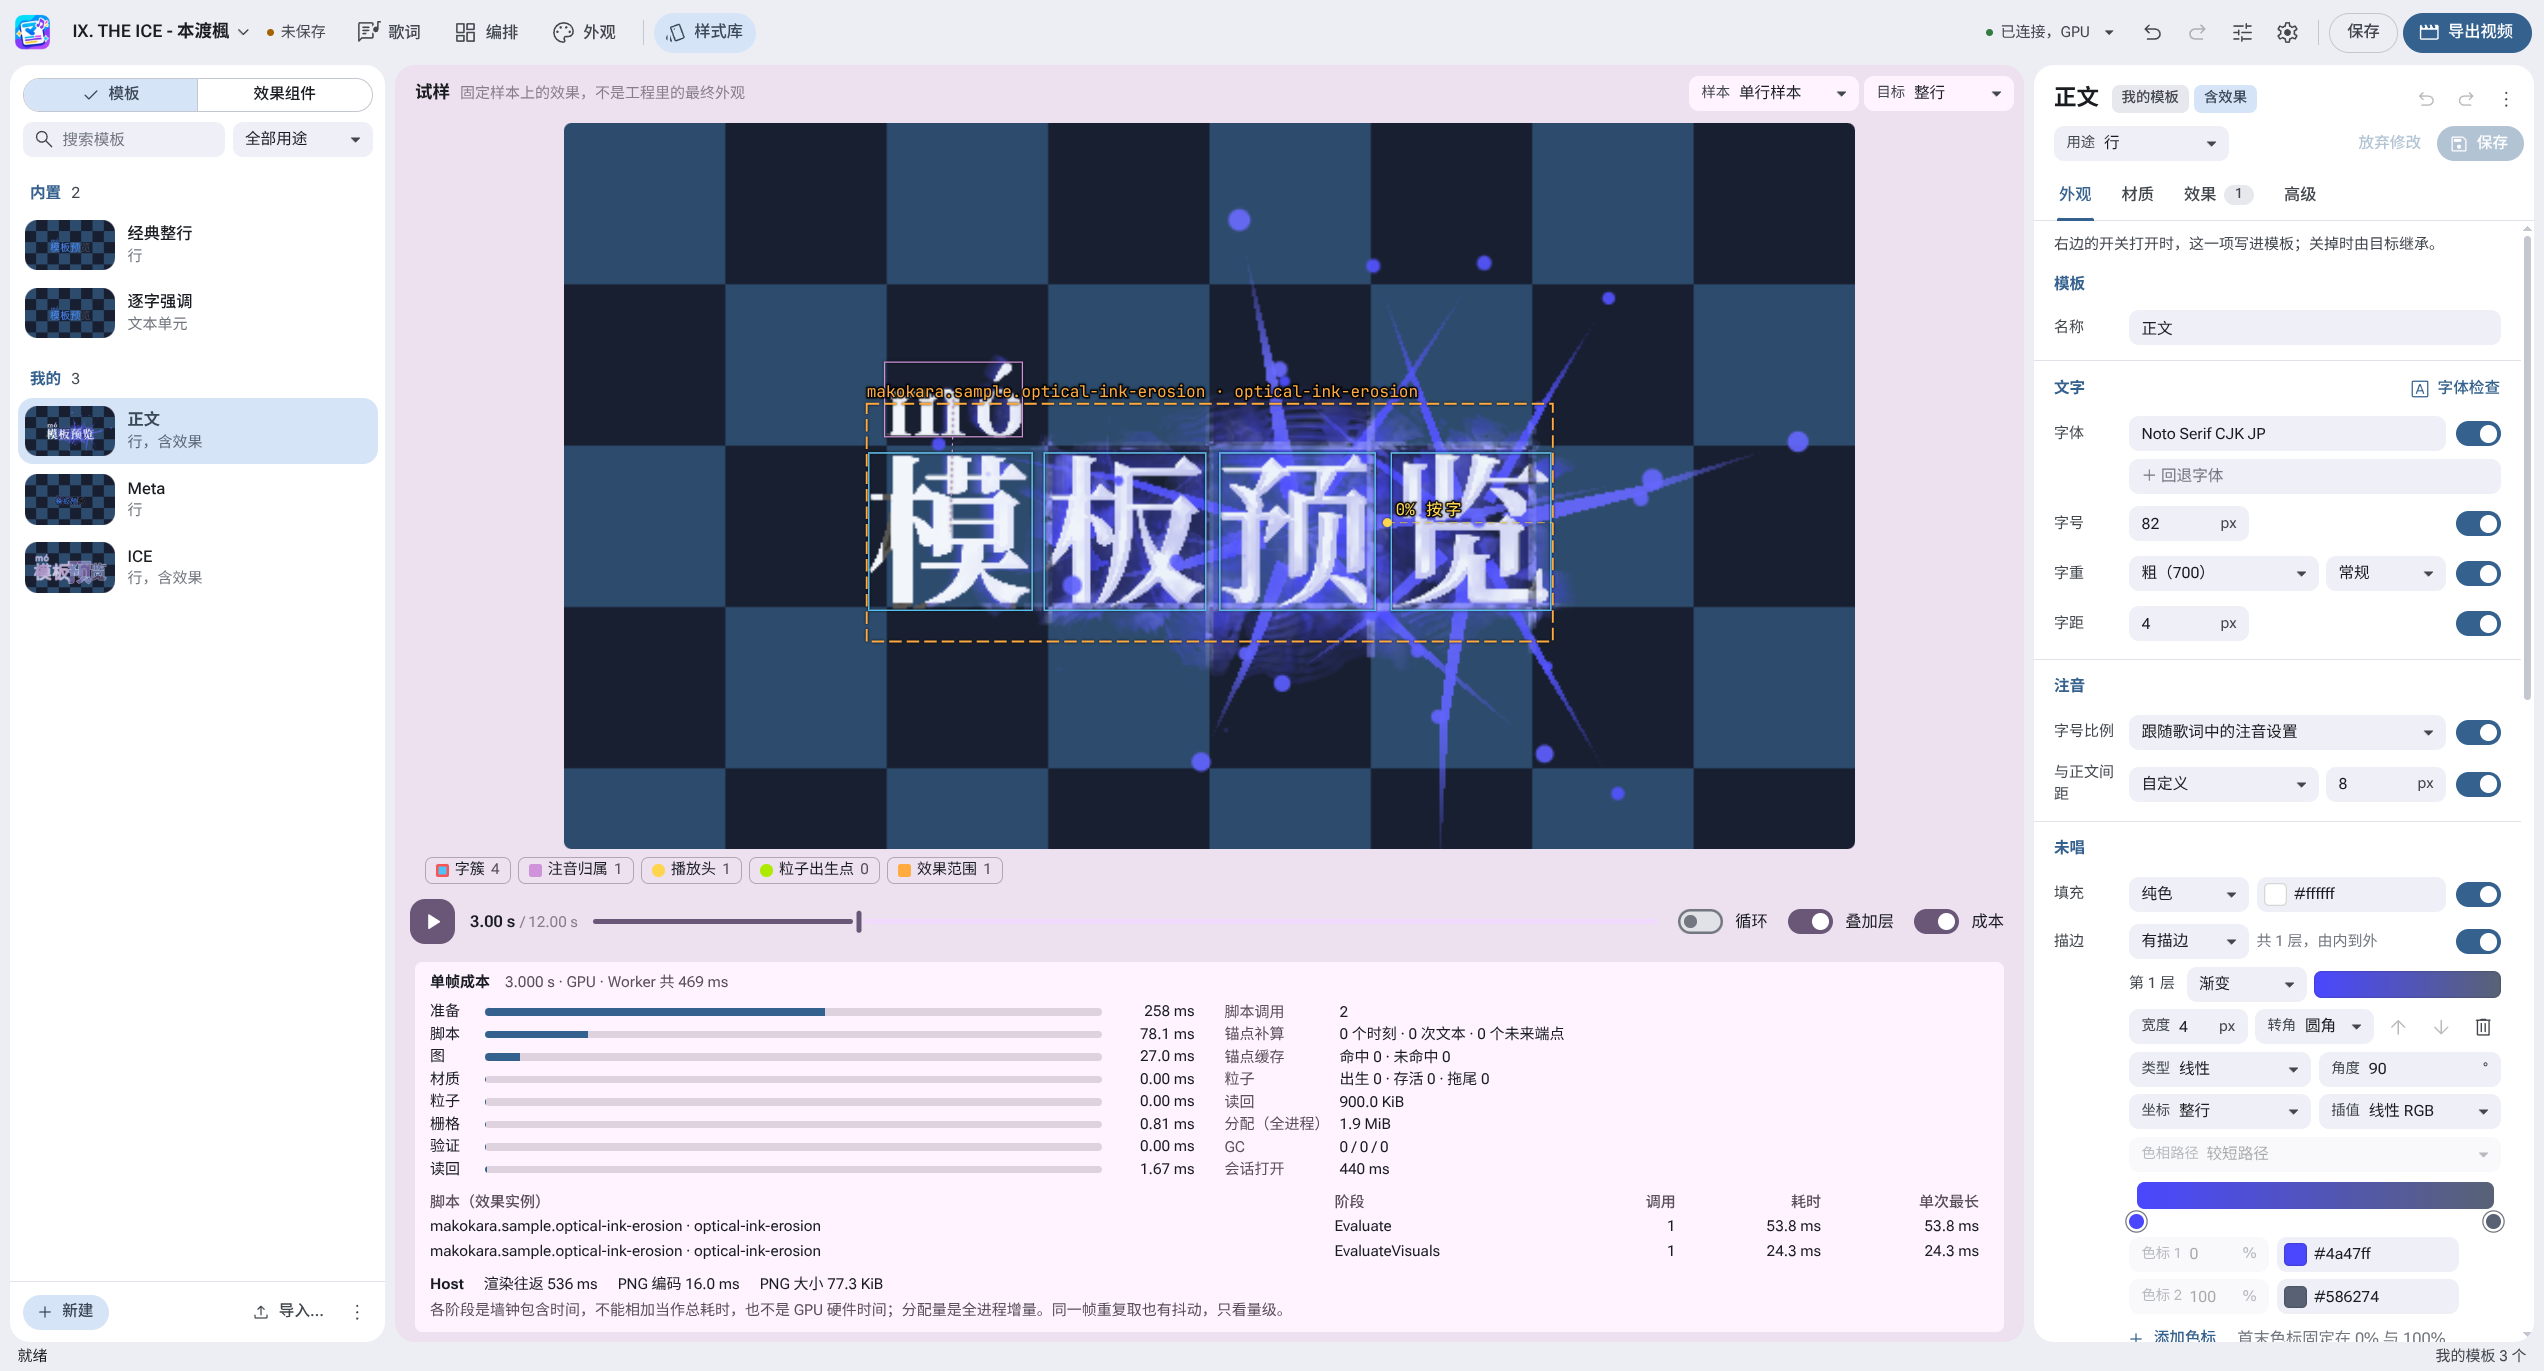 IX. THE ICE - 本渡楓
未保存
歌词
编排
外观
样式库
已连接，GPU
保存
导出视频
模板
效果组件
搜索模板
全部用途
内置 2
经典整行
行
逐字强调
文本单元
我的 3
正文
行，含效果
Meta
行
ICE
行，含效果
新建
导入...
就绪
试样 固定样本上的效果，不是工程里的最终外观
样本 单行样本
目标 整行
mó
makokara.sample.optical-ink-erosion · optical-ink-erosion
模板预览
0% 按字
字簇 4
注音归属 1
播放头 1
粒子出生点 0
效果范围 1
3.00 s / 12.00 s
循环
叠加层
成本
单帧成本 3.000 s · GPU · Worker 共 469 ms
准备 258 ms 脚本调用 2
脚本 78.1 ms 锚点补算 0 个时刻 · 0 次文本 · 0 个未来端点
图 27.0 ms 锚点缓存 命中 0 · 未命中 0
材质 0.00 ms 粒子 出生 0 · 存活 0 · 拖尾 0
粒子 0.00 ms 读回 900.0 KiB
栅格 0.81 ms 分配（全进程） 1.9 MiB
验证 0.00 ms GC 0 / 0 / 0
读回 1.67 ms 会话打开 440 ms
脚本（效果实例） 阶段 调用 耗时 单次最长
makokara.sample.optical-ink-erosion · optical-ink-erosion Evaluate 1 53.8 ms 53.8 ms
makokara.sample.optical-ink-erosion · optical-ink-erosion EvaluateVisuals 1 24.3 ms 24.3 ms
Host 渲染往返 536 ms PNG 编码 16.0 ms PNG 大小 77.3 KiB
各阶段是墙钟包含时间，不能相加当作总耗时，也不是 GPU 硬件时间；分配量是全进程增量。同一帧重复取也有抖动，只看量级。
正文 我的模板 含效果
用途 行
放弃修改
保存
外观
材质
效果 1
高级
右边的开关打开时，这一项写进模板；关掉时由目标继承。
模板
名称 正文
文字
字体检查
字体 Noto Serif CJK JP
回退字体
字号 82 px
字重 粗（700） 常规
字距 4 px
注音
字号比例 跟随歌词中的注音设置
与正文间距 自定义 8 px
未唱
填充 纯色 #ffffff
描边 有描边 共 1 层，由内到外
第 1 层 渐变
宽度 4 px 转角 圆角
类型 线性 角度 90 °
坐标 整行 插值 线性 RGB
色相路径 较短路径
色标 1 0 % #4a47ff
色标 2 100 % #586274
添加色标 首末色标固定在 0% 与 100%
我的模板 3 个